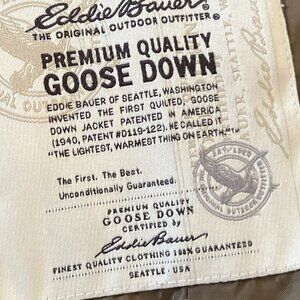 Eddie Bauer
THE ORIGINAL OUTDOOR OUTFITTER®
PREMIUM QUALITY
GOOSE DOWN
EDDIE BAUER OF SEATTLE, WASHINGTON
INVENTED THE FIRST QUILTED, GOOSE
DOWN JACKET PATENTED IN AMERICA
(1940, PATENT #D119-122). HE CALLED IT
"THE LIGHTEST, WARMEST THING ON EARTH."
The First. The Best.
Unconditionally Guaranteed.
PREMIUM QUALITY
GOOSE DOWN
CERTIFIED by
Eddie Bauer
FINEST QUALITY CLOTHING 100% GUARANTEED
SEATTLE · USA